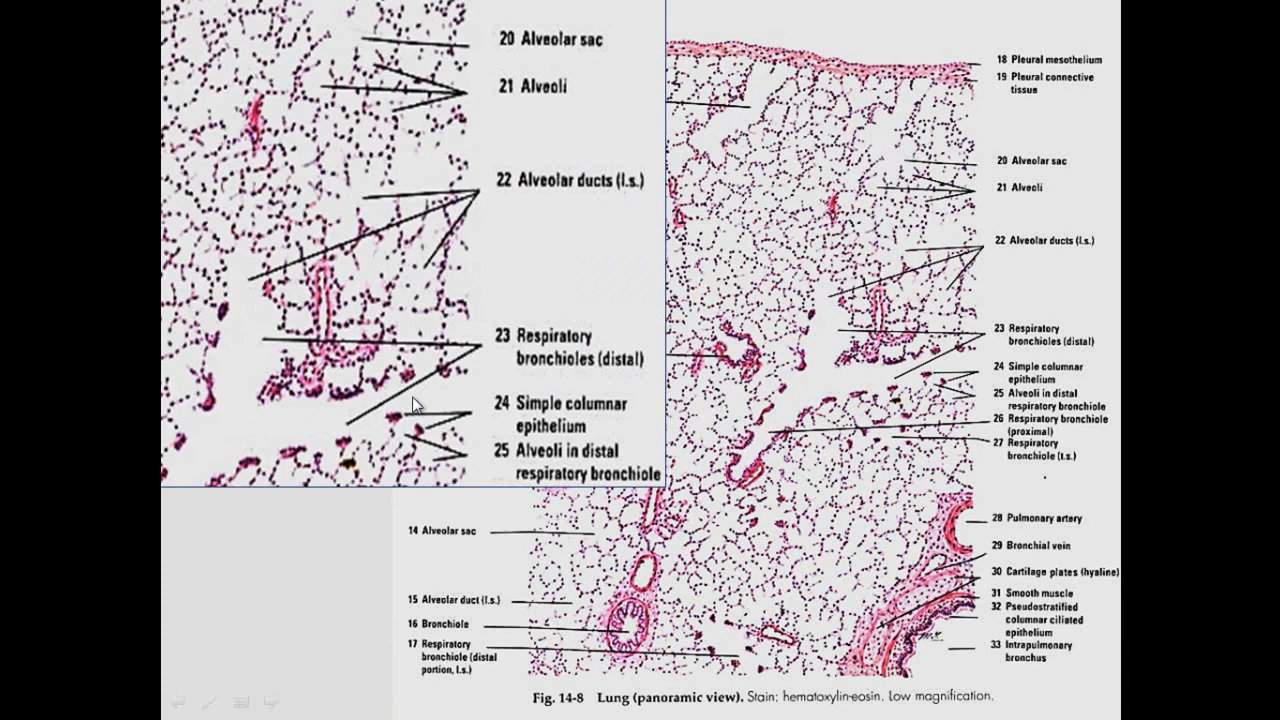 20 Alveolar sac
21 Alveoli
22 Alveolar ducts (l.s.)
23 Respiratory
bronchioles (distal)
24 Simple columnar
epithelium
25 Alveoli in distal
respiratory bronchiole
18 Pleural mesothelium
19 Pleural connective
tissue
20 Alveolar sac
21 Alveoli
22 Alveolar ducts (l.s.)
23 Respiratory
bronchioles (distal)
24 Simple columnar
epithelium
25 Alveoli in distal
respiratory bronchiole
26 Respiratory bronchiole
(proximal)
27 Respiratory
bronchiole (t.s.)
28 Pulmonary artery
29 Bronchial vein
30 Cartilage plates (hyaline)
31 Smooth muscle
32 Pseudostratified
columnar ciliated
epithelium
33 Intrapulmonary
bronchus
14 Alveolar sac
15 Alveolar duct (l.s.)
16 Bronchiole
17 Respiratory
bronchiole (distal
portion, l.s.)
Fig. 14-8 Lung (panoramic view). Stain: hematoxylin-eosin. Low magnification.